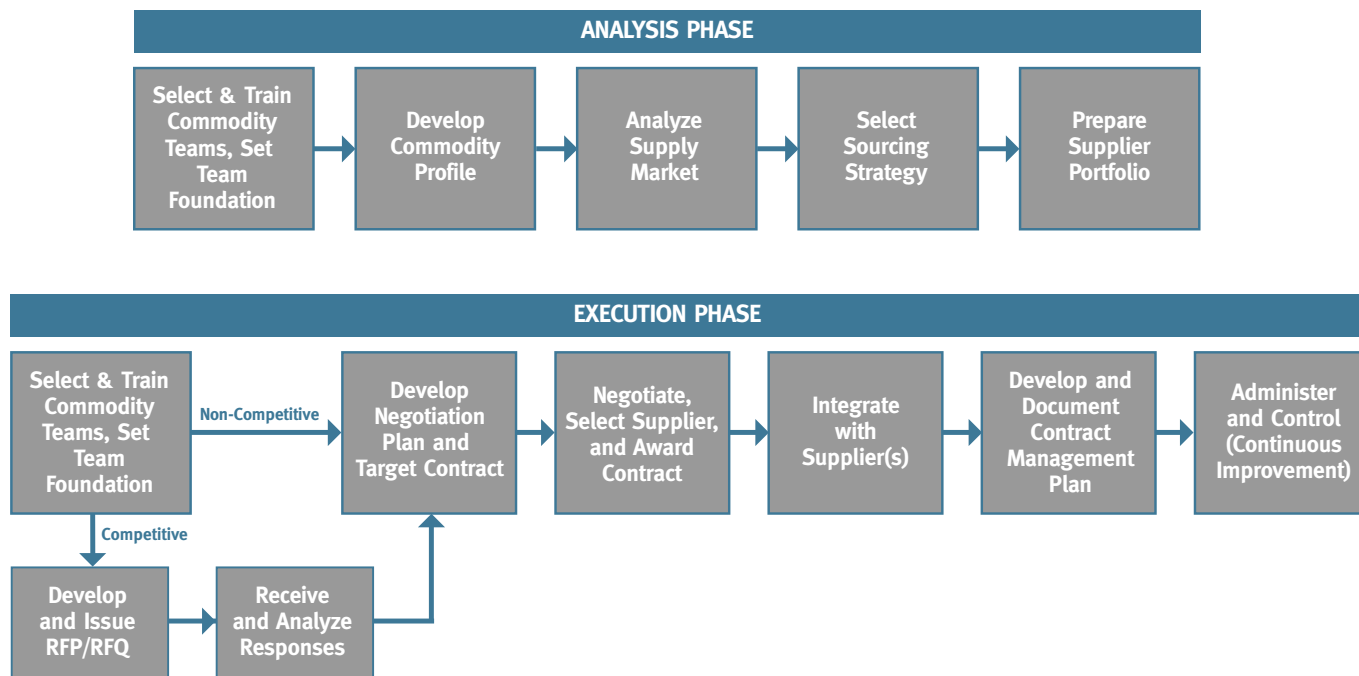 ANALYSIS PHASE
Select & Train
Commodity
Teams, Set
Team
Foundation
Develop
Commodity
Profile
Analyze
Supply
Market
Select
Sourcing
Strategy
Prepare
Supplier
Portfolio
EXECUTION PHASE
Select & Train
Commodity
Teams, Set
Team
Foundation
Non-Competitive
Develop
Negotiation
Plan and
Target Contract
Negotiate,
Select Supplier,
and Award
Contract
Integrate
with
Supplier(s)
Develop and
Document
Contract
Management
Plan
Administer
and Control
(Continuous
Improvement)
Competitive
Develop
and Issue
RFP/RFQ
Receive
and Analyze
Responses